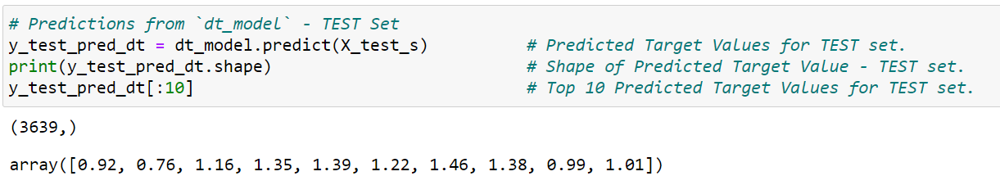 # Predictions from `dt_model` - TEST Set
y_test_pred_dt = dt_model.predict(X_test_s) # Predicted Target Values for TEST set.
print(y_test_pred_dt.shape) # Shape of Predicted Target Value - TEST set.
y_test_pred_dt[:10] # Top 10 Predicted Target Values for TEST set.
(3639,)
array([0.92, 0.76, 1.16, 1.35, 1.39, 1.22, 1.46, 1.38, 0.99, 1.01])